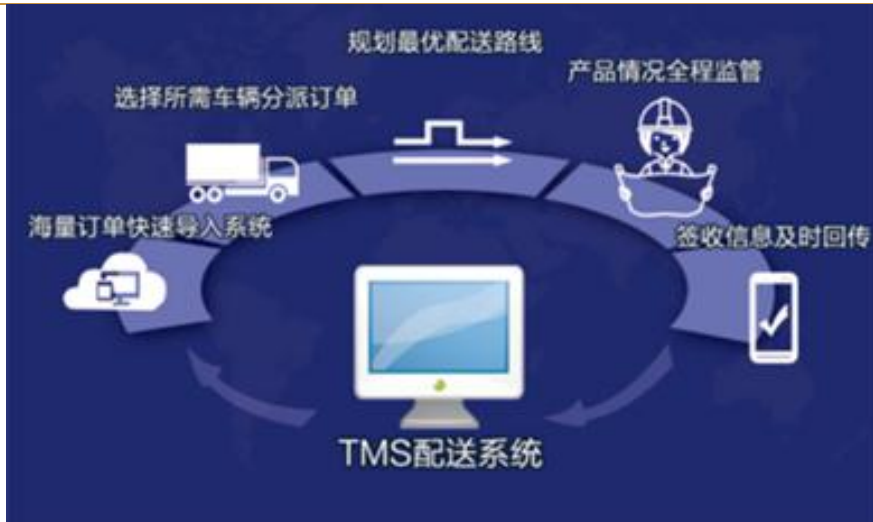 规划最优配送路线
产品情况全程监管
选择所需车辆分派订单
海量订单快速导入系统
签收信息及时回传
TMS配送系统